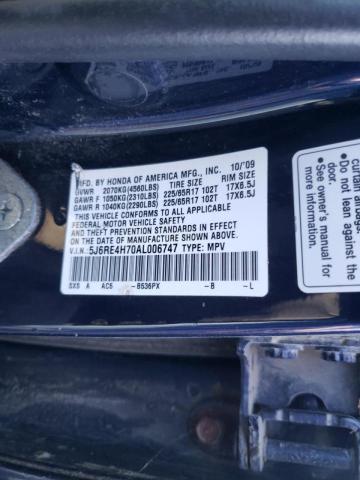 MFD. BY HONDA OF AMERICA MFG., INC. 10/'09
GVWR 2070KG(4560LBS) TIRE SIZE RIM SIZE
GAWR F 1050KG(2310LBS) 225/65R17 102T 17X6.5J
GAWR R 1040KG(2290LBS) 225/65R17 102T 17X6.5J
THIS VEHICLE CONFORMS TO ALL APPLICABLE
FEDERAL MOTOR VEHICLE SAFETY
AND THEFT PREVENTION STANDARDS IN EFFECT
ON THE DATE OF MANUFACTURE SHOWN ABOVE.
V.I.N.: 5J6RE4H70AL006747 TYPE: MPV
SXS A AC6 - B536PX - B - L
curtain airbags.
• Do not lean against the
door.
• See owner's manual for
more information.